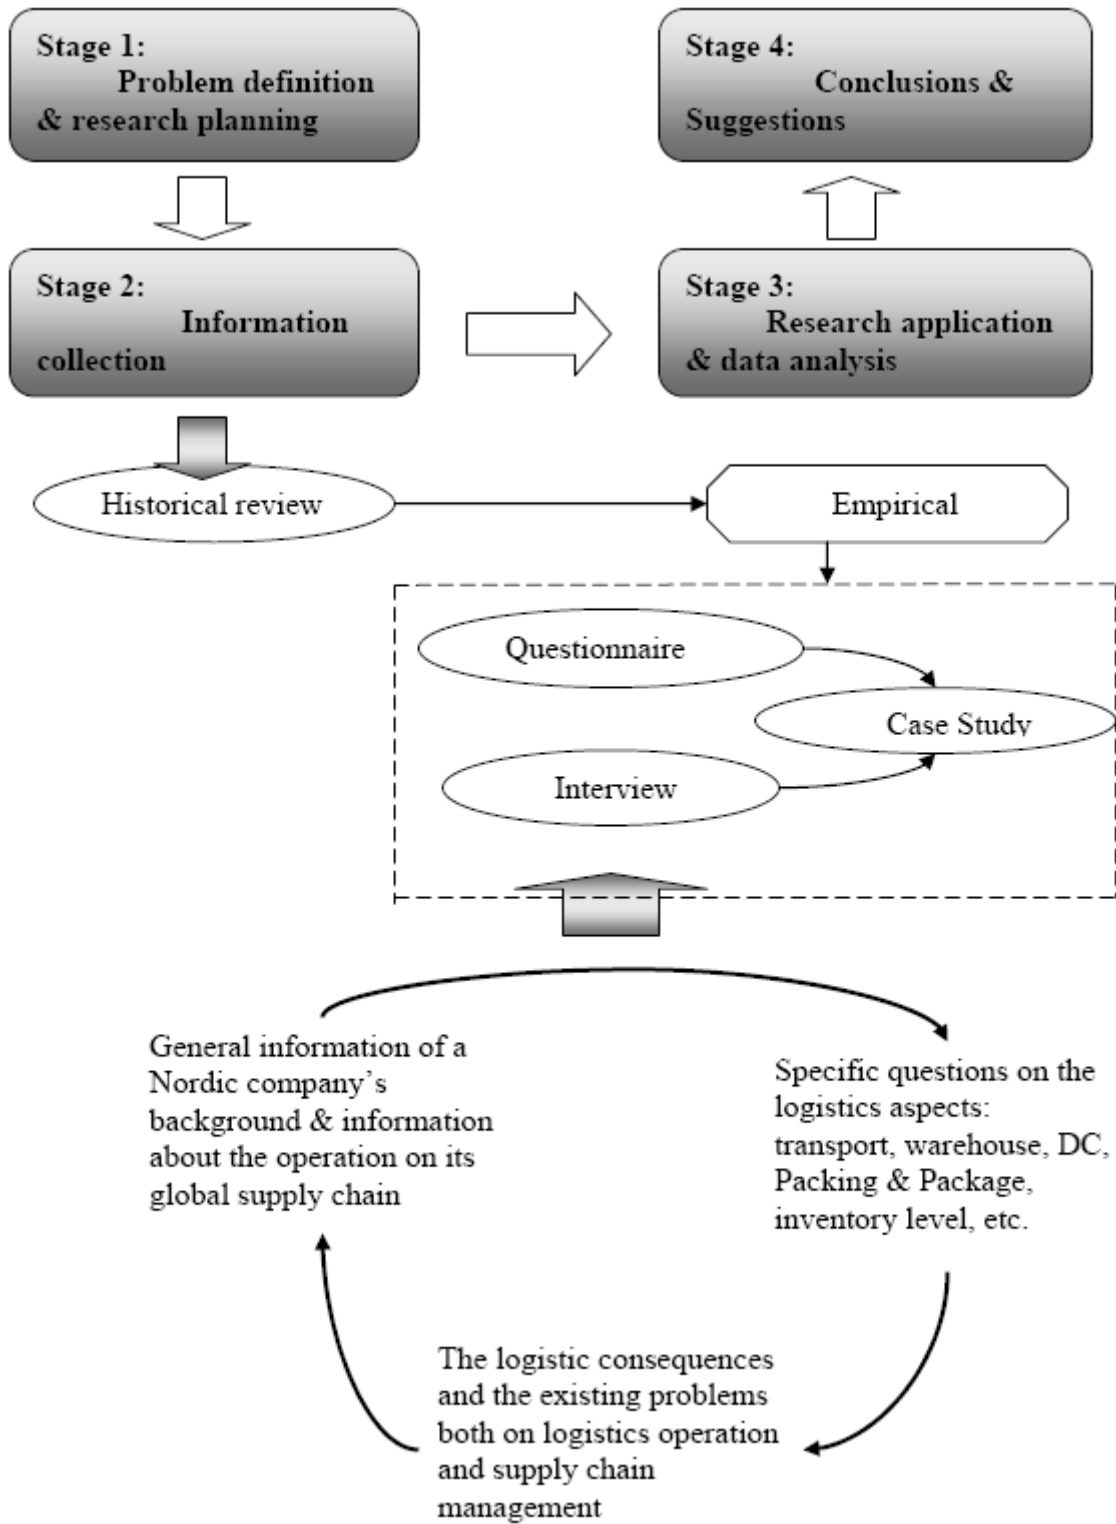 Stage 1:
Problem definition
& research planning
Stage 4:
Conclusions &
Suggestions
Stage 2:
Information
collection
Stage 3:
Research application
& data analysis
Historical review
Empirical
Questionnaire
Case Study
Interview
General information of a
Nordic company’s
background & information
about the operation on its
global supply chain
Specific questions on the
logistics aspects:
transport, warehouse, DC,
Packing & Package,
inventory level, etc.
The logistic consequences
and the existing problems
both on logistics operation
and supply chain
management